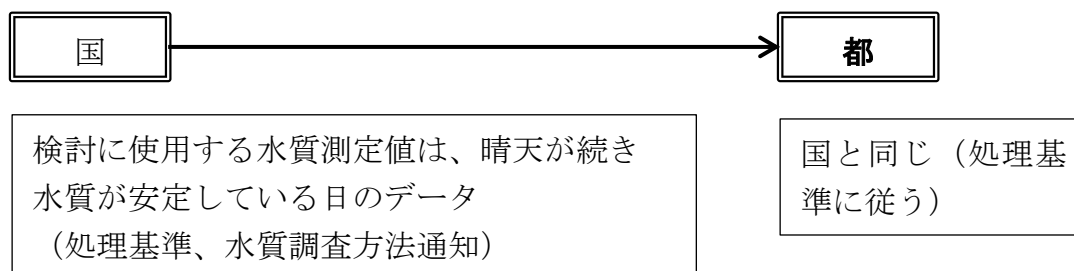 国
都
検討に使用する水質測定値は、晴天が続き
水質が安定している日のデータ
（処理基準、水質調査方法通知）
国と同じ（処理基
準に従う）